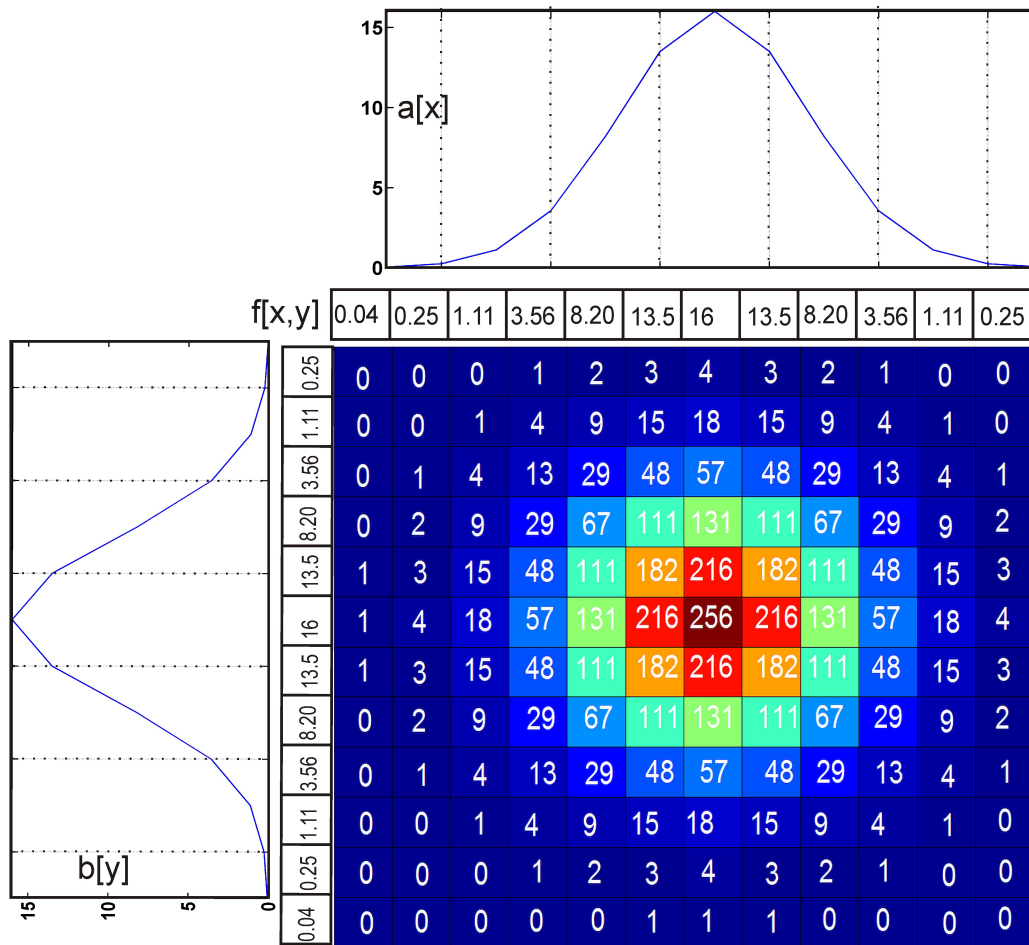 15
10
a[x]
5
0
f[x,y] 0.04 0.25 1.11 3.56 8.20 13.5 16 13.5 8.20 3.56 1.11 0.25
0.25 0 0 0 1 2 3 4 3 2 1 0 0
1.11 0 0 1 4 9 15 18 15 9 4 1 0
3.56 0 1 4 13 29 48 57 48 29 13 4 1
8.20 0 2 9 29 67 111 131 111 67 29 9 2
13.5 1 3 15 48 111 182 216 182 111 48 15 3
16 1 4 18 57 131 216 256 216 131 57 18 4
13.5 1 3 15 48 111 182 216 182 111 48 15 3
8.20 0 2 9 29 67 111 131 111 67 29 9 2
3.56 0 1 4 13 29 48 57 48 29 13 4 1
1.11 0 0 1 4 9 15 18 15 9 4 1 0
0.25 0 0 0 1 2 3 4 3 2 1 0 0
0.04 0 0 0 0 0 1 1 1 0 0 0 0
b[y]
15 10 5 0